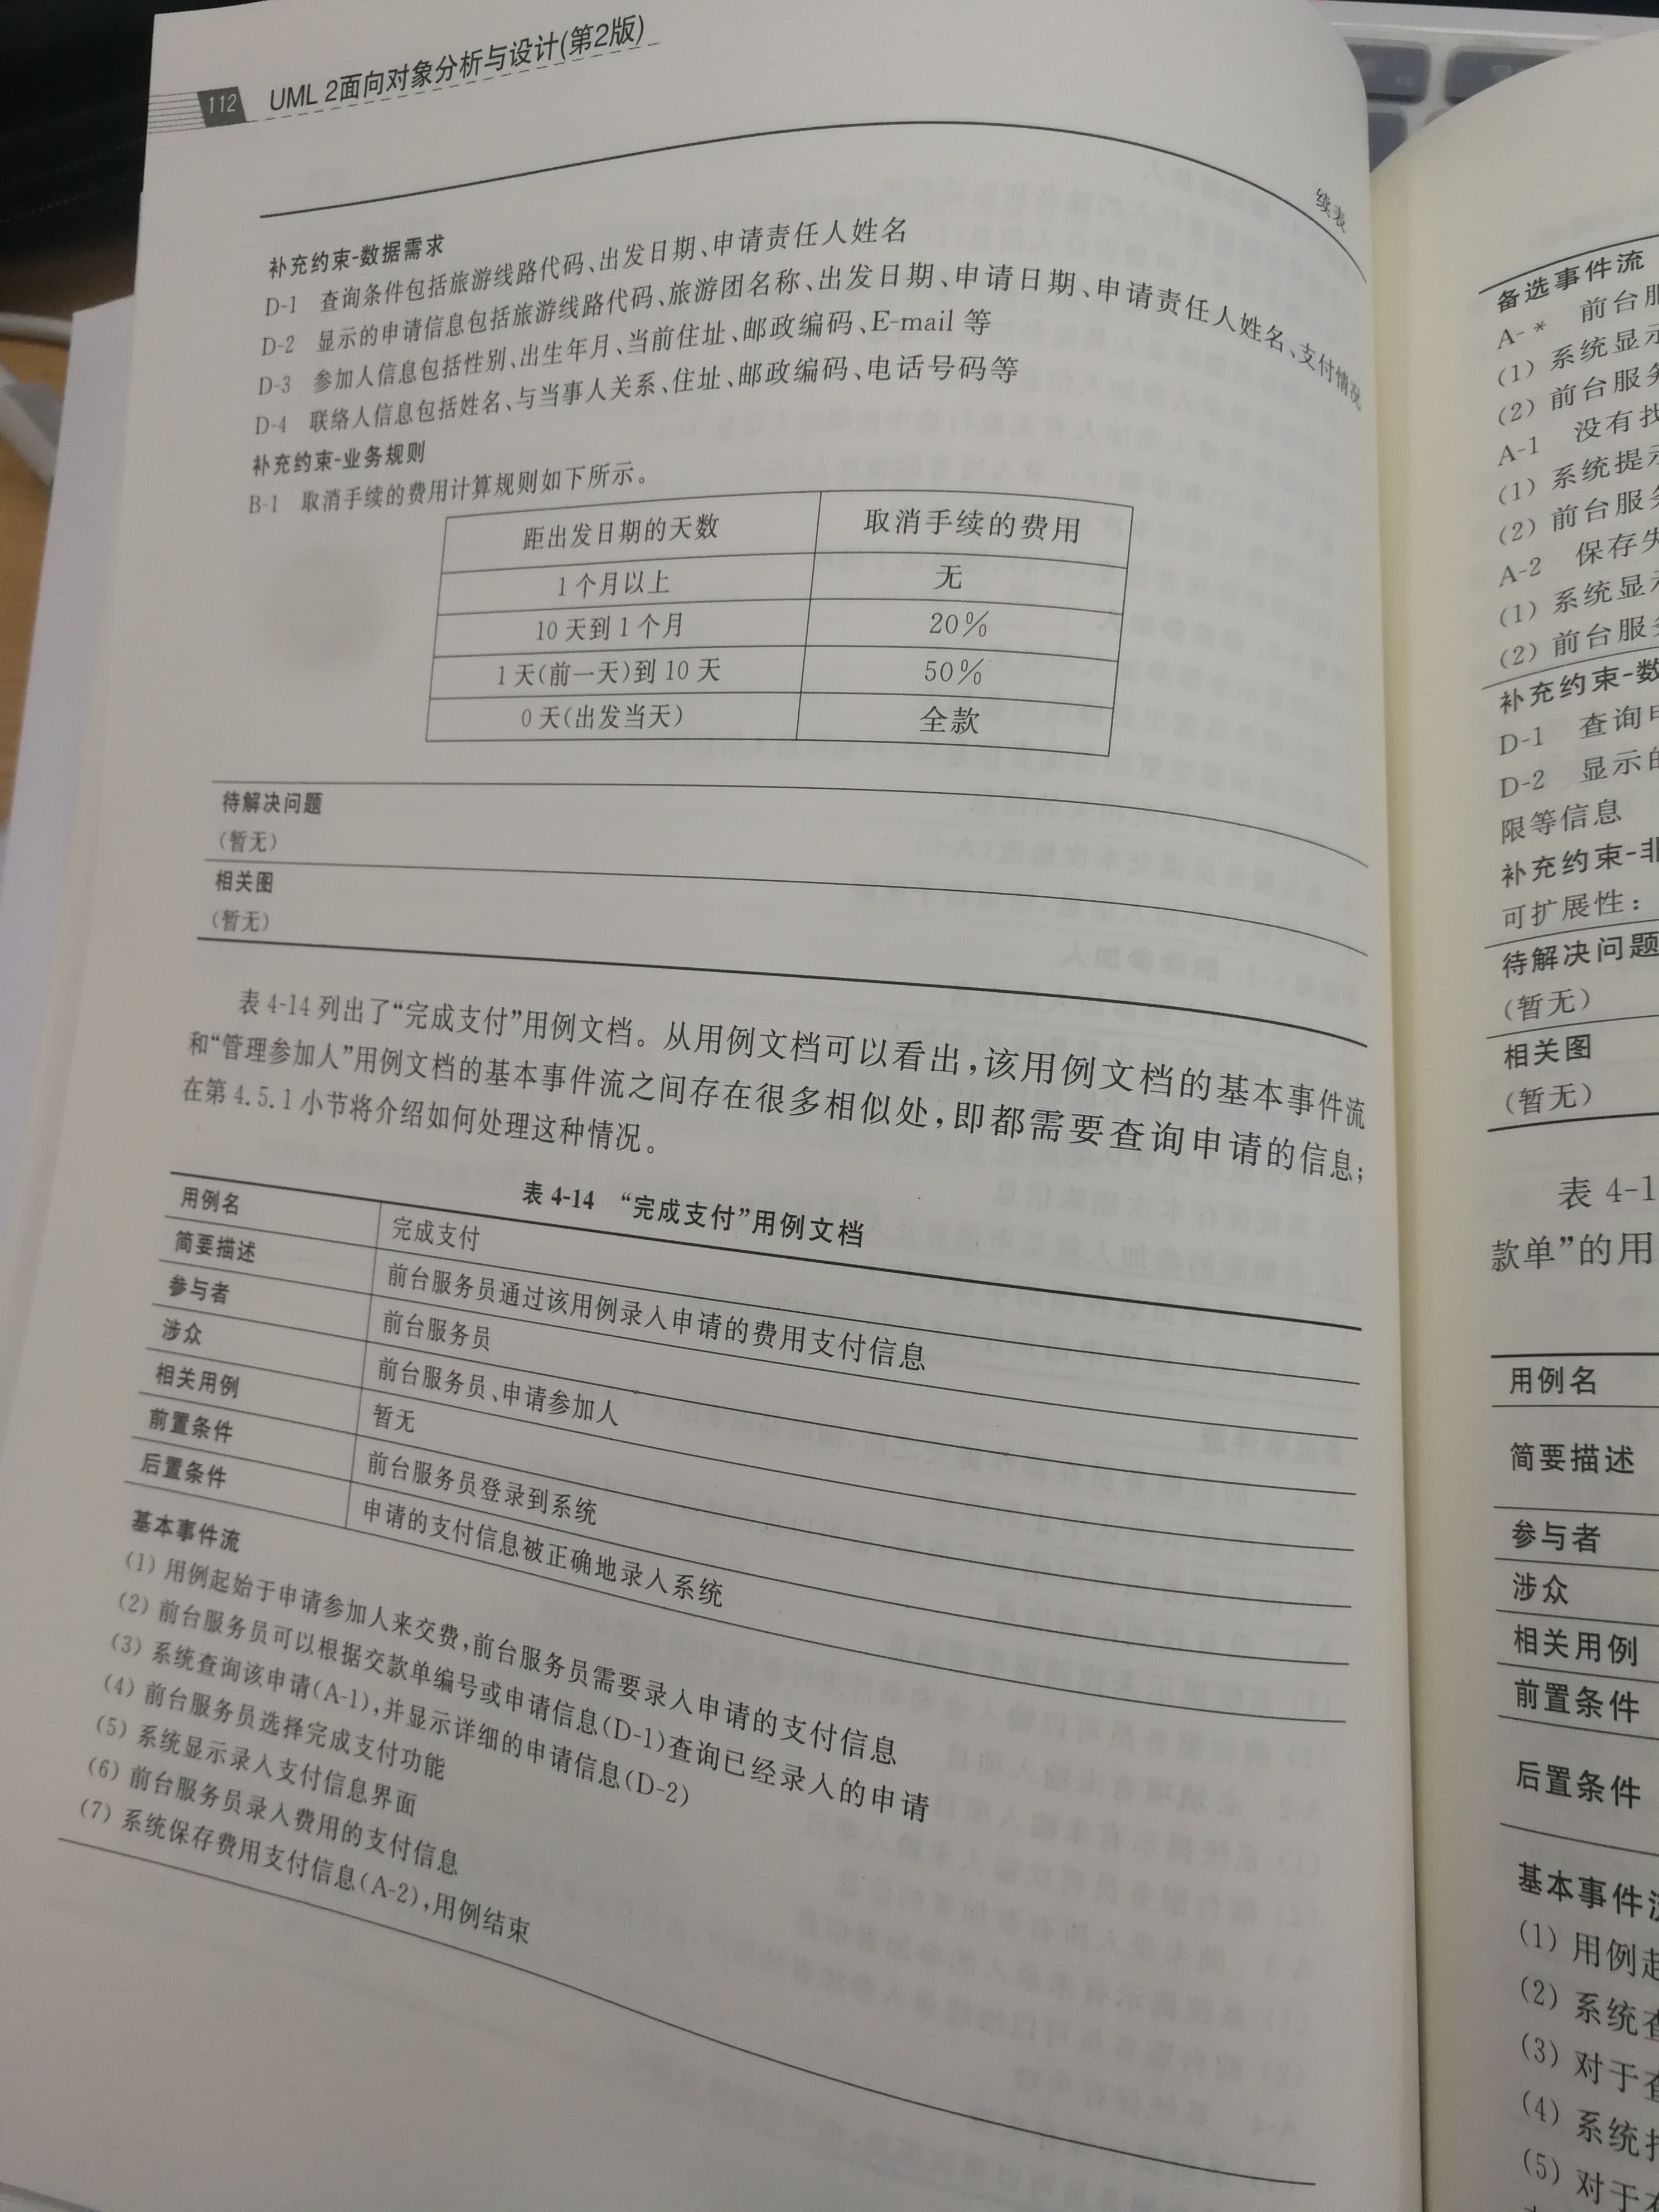 112 UML 2面向对象分析与设计(第2版)
续表
补充约束-数据需求
D-1 查询条件包括旅游线路代码、出发日期、申请责任人姓名
D-2 显示的申请信息包括旅游线路代码、旅游团名称、出发日期、申请日期、申请责任人姓名、支付情况
D-3 参加人信息包括性别、出生年月、当前住址、邮政编码、E-mail 等
D-4 联络人信息包括姓名、与当事人关系、住址、邮政编码、电话号码等
补充约束-业务规则
B-1 取消手续的费用计算规则如下所示。
距出发日期的天数 取消手续的费用
1个月以上 无
10天到1个月 20%
1天(前一天)到10天 50%
0天(出发当天) 全款
待解决问题
(暂无)
相关图
(暂无)
表4-14列出了“完成支付”用例文档。从用例文档可以看出,该用例文档的基本事件流
和“管理参加人”用例文档的基本事件流之间存在很多相似处,即都需要查询申请的信息;
在第4.5.1小节将介绍如何处理这种情况。
表 4-14 “完成支付”用例文档
用例名 完成支付
简要描述 前台服务员通过该用例录入申请的费用支付信息
参与者 前台服务员
涉众 前台服务员、申请参加人
相关用例 暂无
前置条件 前台服务员登录到系统
后置条件 申请的支付信息被正确地录入系统
基本事件流
(1) 用例起始于申请参加人来交费,前台服务员需要录入申请的支付信息
(2) 前台服务员可以根据交款单编号或申请信息(D-1)查询已经录入的申请
(3) 系统查询该申请(A-1),并显示详细的申请信息(D-2)
(4) 前台服务员选择完成支付功能
(5) 系统显示录入支付信息界面
(6) 前台服务员录入费用的支付信息
(7) 系统保存费用支付信息(A-2),用例结束
备选事件流
A-* 前台服
(1) 系统显示
(2) 前台服务
A-1 没有找
(1) 系统提示
(2) 前台服务
A-2 保存失
(1) 系统显示
(2) 前台服务
补充约束-数
D-1 查询申
D-2 显示的
限等信息
补充约束-非
可扩展性:
待解决问题
(暂无)
相关图
(暂无)
表 4-1
款单”的用
用例名
简要描述
参与者
涉众
相关用例
前置条件
后置条件
基本事件流
(1) 用例起
(2) 系统查
(3) 对于
(4) 系统
(5) 对于